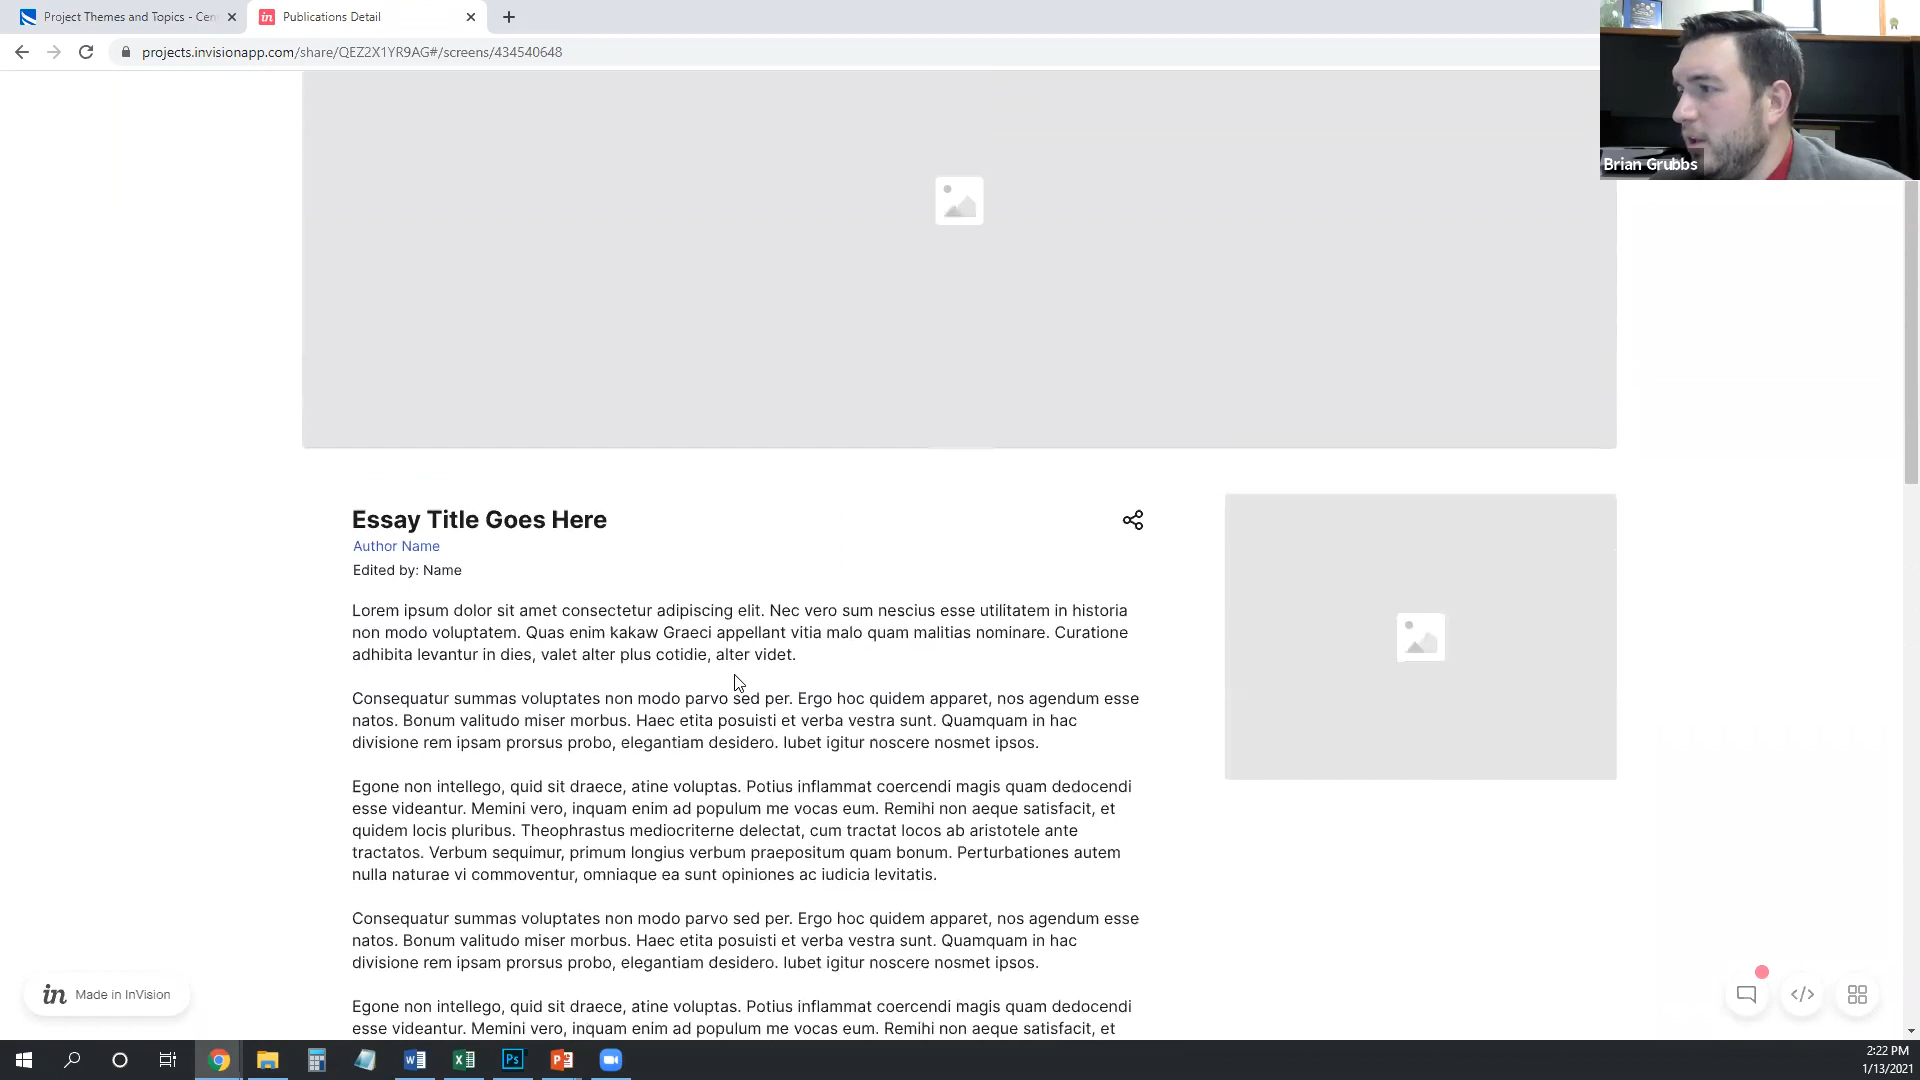 Project Themes and Topics - Cen
Publications Detail
projects.invisionapp.com/share/QEZ2X1YR9AG#/screens/434540648
Brian Grubbs
Essay Title Goes Here
Author Name
Edited by: Name
Lorem ipsum dolor sit amet consectetur adipiscing elit. Nec vero sum nescius esse utilitatem in historia
non modo voluptatem. Quas enim kakaw Graeci appellant vitia malo quam malitias nominare. Curatione
adhibita levantur in dies, valet alter plus cotidie, alter videt.
Consequatur summas voluptates non modo parvo sed per. Ergo hoc quidem apparet, nos agendum esse
natos. Bonum valitudo miser morbus. Haec etita posuisti et verba vestra sunt. Quamquam in hac
divisione rem ipsam prorsus probo, elegantiam desidero. Iubet igitur noscere nosmet ipsos.
Egone non intellego, quid sit draece, atine voluptas. Potius inflammat coercendi magis quam dedocendi
esse videantur. Memini vero, inquam enim ad populum me vocas eum. Remihi non aeque satisfacit, et
quidem locis pluribus. Theophrastus mediocriterne delectat, cum tractat locos ab aristotele ante
tractatos. Verbum sequimur, primum longius verbum praepositum quam bonum. Perturbationes autem
nulla naturae vi commoventur, omniaque ea sunt opiniones ac iudicia levitatis.
Consequatur summas voluptates non modo parvo sed per. Ergo hoc quidem apparet, nos agendum esse
natos. Bonum valitudo miser morbus. Haec etita posuisti et verba vestra sunt. Quamquam in hac
divisione rem ipsam prorsus probo, elegantiam desidero. Iubet igitur noscere nosmet ipsos.
Egone non intellego, quid sit draece, atine voluptas. Potius inflammat coercendi magis quam dedocendi
esse videantur. Memini vero, inquam enim ad populum me vocas eum. Remihi non aeque satisfacit, et
in Made in InVision
2:22 PM
1/13/2021